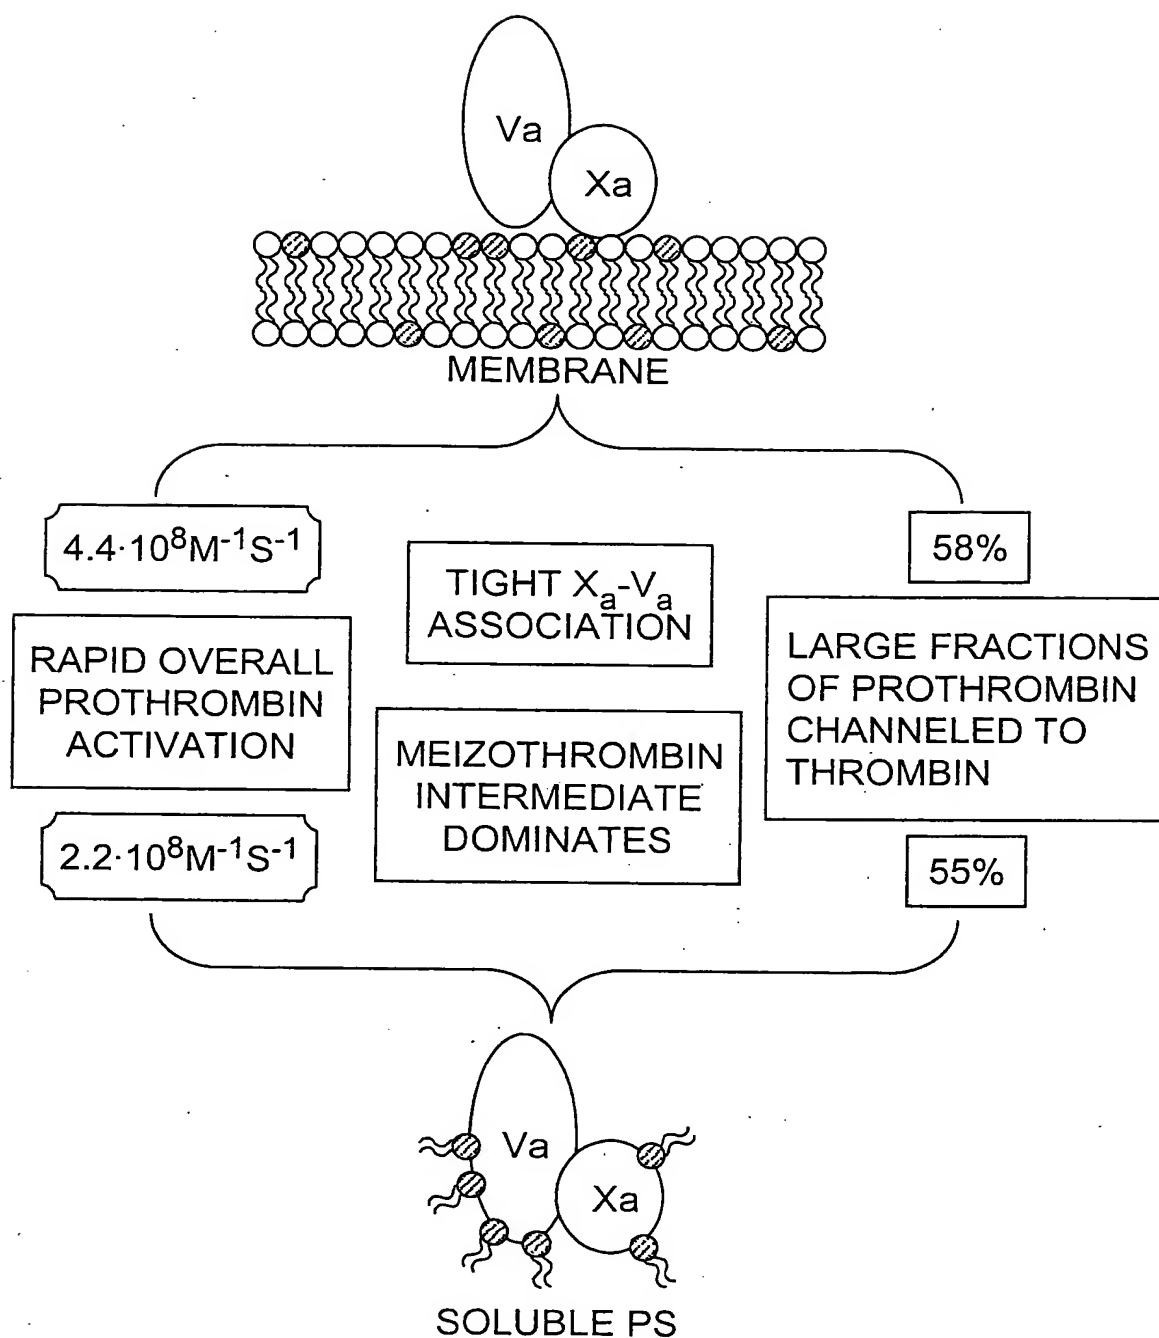 Va
Xa
MEMBRANE
4.4·10⁸M⁻¹S⁻¹
58%
TIGHT Xₐ-Vₐ
ASSOCIATION
RAPID OVERALL
PROTHROMBIN
ACTIVATION
LARGE FRACTIONS
OF PROTHROMBIN
CHANNELED TO
THROMBIN
MEIZOTHROMBIN
INTERMEDIATE
DOMINATES
2.2·10⁸M⁻¹S⁻¹
55%
Va
Xa
SOLUBLE PS